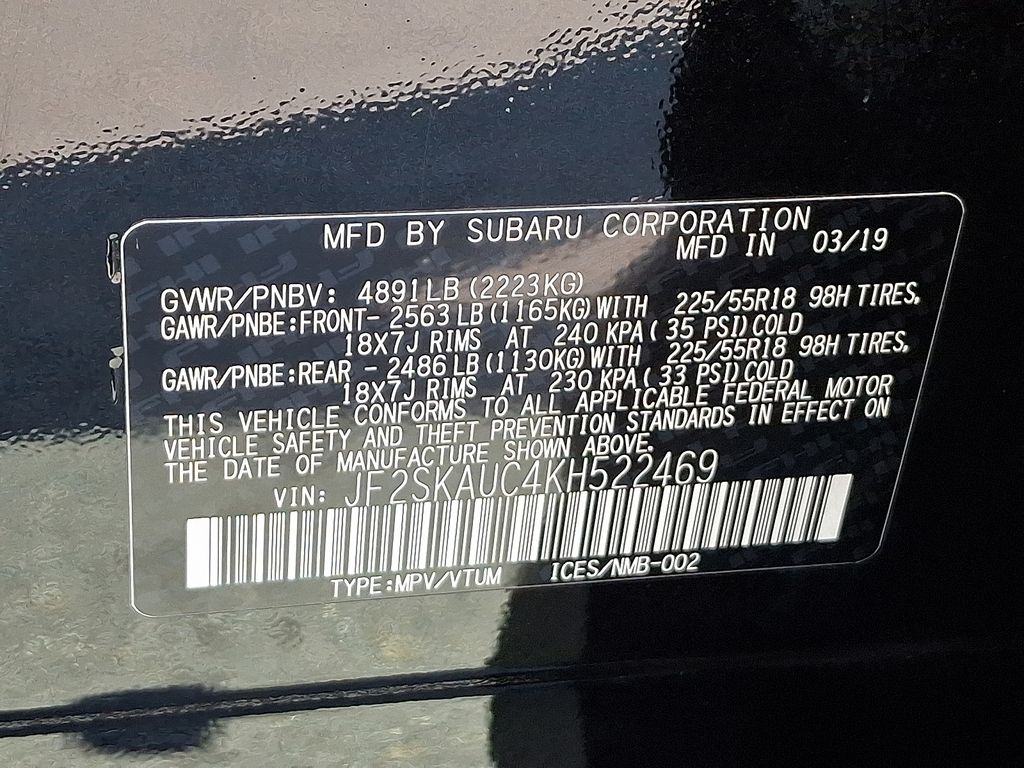 MFD BY SUBARU CORPORATION
MFD IN 03/19
GVWR/PNBV: 4891LB (2223KG)
GAWR/PNBE:FRONT- 2563 LB (1165KG) WITH 225/55R18 98H TIRES,
18X7J RIMS AT 240 KPA ( 35 PSI) COLD
GAWR/PNBE:REAR - 2486 LB (1130KG) WITH 225/55R18 98H TIRES,
18X7J RIMS AT 230 KPA ( 33 PSI) COLD
THIS VEHICLE CONFORMS TO ALL APPLICABLE FEDERAL MOTOR
VEHICLE SAFETY AND THEFT PREVENTION STANDARDS IN EFFECT ON
THE DATE OF MANUFACTURE SHOWN ABOVE.
VIN: JF2SKAUC4KH522469
TYPE:MPV/VTUM ICES/NMB-002